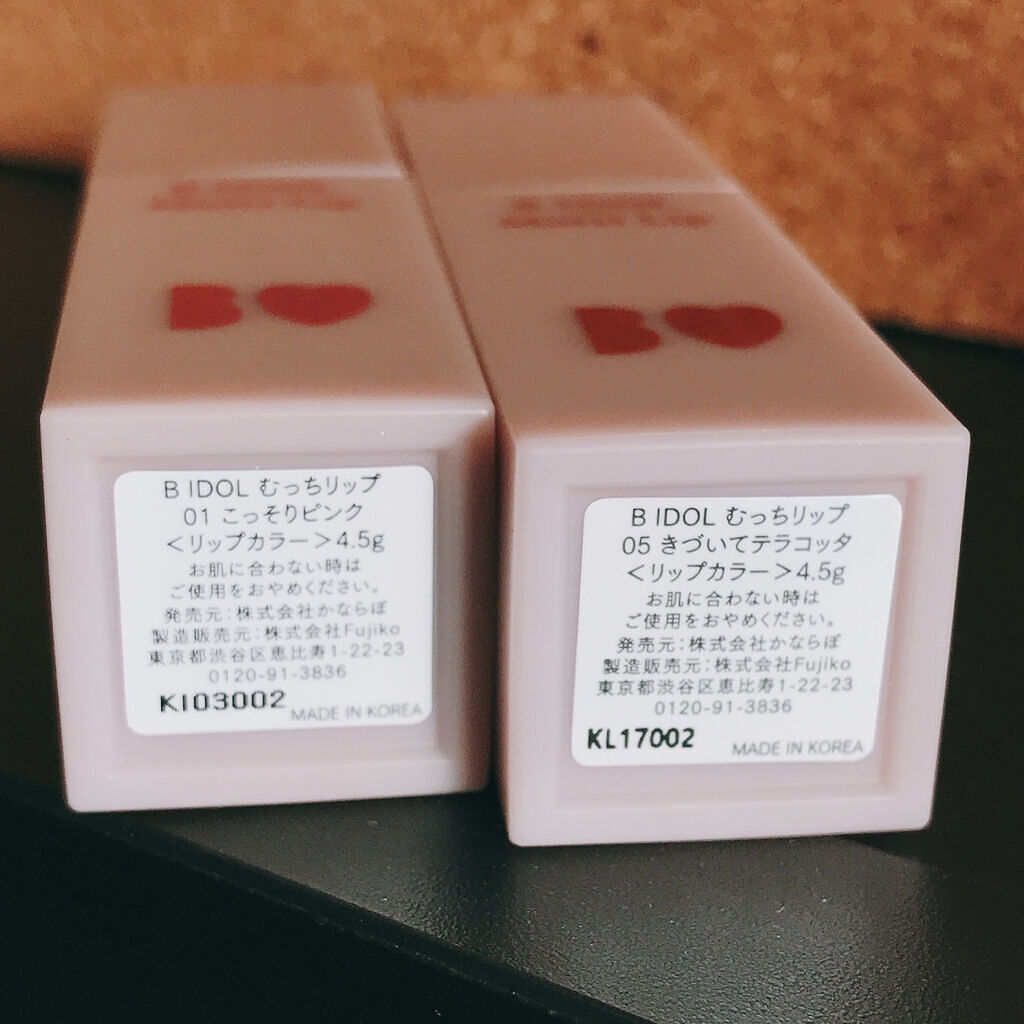 B
B IDOL むっちリップ
01 こっそりピンク
＜リップカラー＞4.5g
お肌に合わない時は
ご使用をおやめください。
発売元：株式会社かならぼ
製造販売元：株式会社Fujiko
東京都渋谷区恵比寿1-22-23
0120-91-3836
KI03002 MADE IN KOREA
B
B IDOL むっちリップ
05 きづいてテラコッタ
＜リップカラー＞4.5g
お肌に合わない時は
ご使用をおやめください。
発売元：株式会社かならぼ
製造販売元：株式会社Fujiko
東京都渋谷区恵比寿1-22-23
0120-91-3836
KL17002 MADE IN KOREA